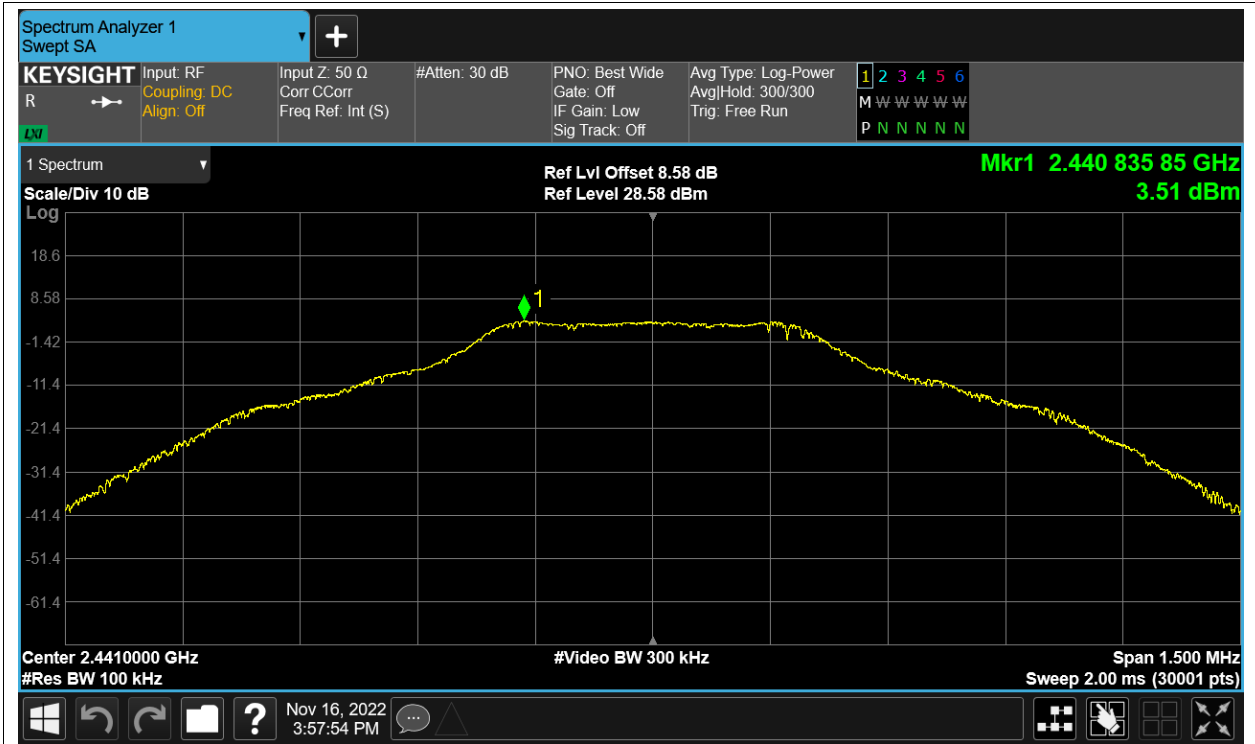 Spectrum Analyzer 1
Swept SA
KEYSIGHT
R
LXI
Input: RF
Coupling: DC
Align: Off
Input Z: 50 Ω
Corr CCorr
Freq Ref: Int (S)
#Atten: 30 dB
PNO: Best Wide
Gate: Off
IF Gain: Low
Sig Track: Off
Avg Type: Log-Power
Avg|Hold: 300/300
Trig: Free Run
1 2 3 4 5 6
M W W W W W
P N N N N N
1 Spectrum
Scale/Div 10 dB
Log
Ref Lvl Offset 8.58 dB
Ref Level 28.58 dBm
Mkr1 2.440 835 85 GHz
3.51 dBm
18.6
8.58
1
-1.42
-11.4
-21.4
-31.4
-41.4
-51.4
-61.4
Center 2.4410000 GHz
#Video BW 300 kHz
Span 1.500 MHz
#Res BW 100 kHz
Sweep 2.00 ms (30001 pts)
?
Nov 16, 2022
3:57:54 PM